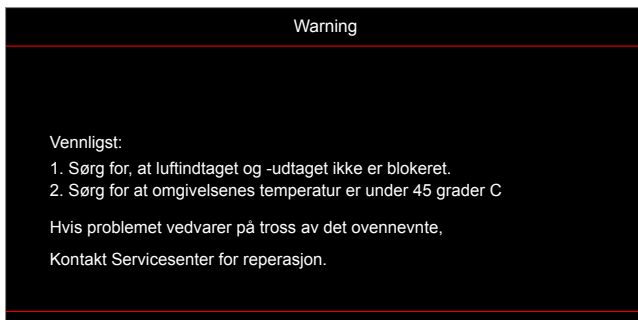 Warning
Vennligst:
1. Sørg for, at luftindtaget og -udtaget ikke er blokeret.
2. Sørg for at omgivelsenes temperatur er under 45 grader C
Hvis problemet vedvarer på tross av det ovennevnte,
Kontakt Servicesenter for reperasjon.